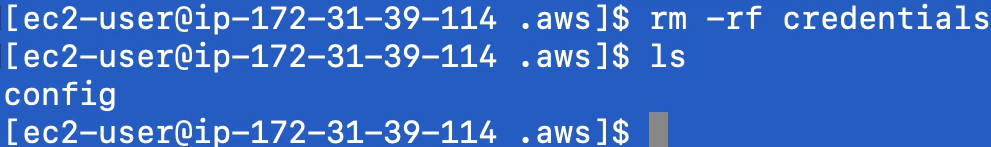 [ec2-user@ip-172-31-39-114 .aws]$ rm -rf credentials
[ec2-user@ip-172-31-39-114 .aws]$ ls
config
[ec2-user@ip-172-31-39-114 .aws]$